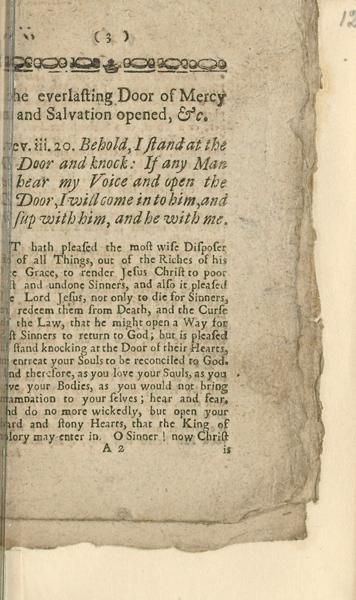 12
( 3 )
he everlaſting Door of Mercy
and Salvation opened, &c.
ev. iii. 20. Behold, I ſtand at the
Door and knock: If any Man
hear my Voice and open the
Door, I will come in to him, and
ſup with him, and he with me.
T hath pleaſed the moſt wiſe Diſpoſer
of all Things, out of the Riches of his
Grace, to render Jeſus Chriſt to poor
and undone Sinners, and alſo it pleaſed
Lord Jeſus, not only to die for Sinners,
redeem them from Death, and the Curſe
the Law, that he might open a Way for
Sinners to return to God; but is pleaſed
ſtand knocking at the Door of their Hearts,
enreat your Souls to be reconciled to God.
nd therefore, as you love your Souls, as you
ve your Bodies, as you would not bring
mnation to your ſelves; hear and fear,
nd do no more wickedly, but open your
ard and ſtony Hearts, that the King of
lory may enter in. O Sinner! now Chriſt
A 2 is